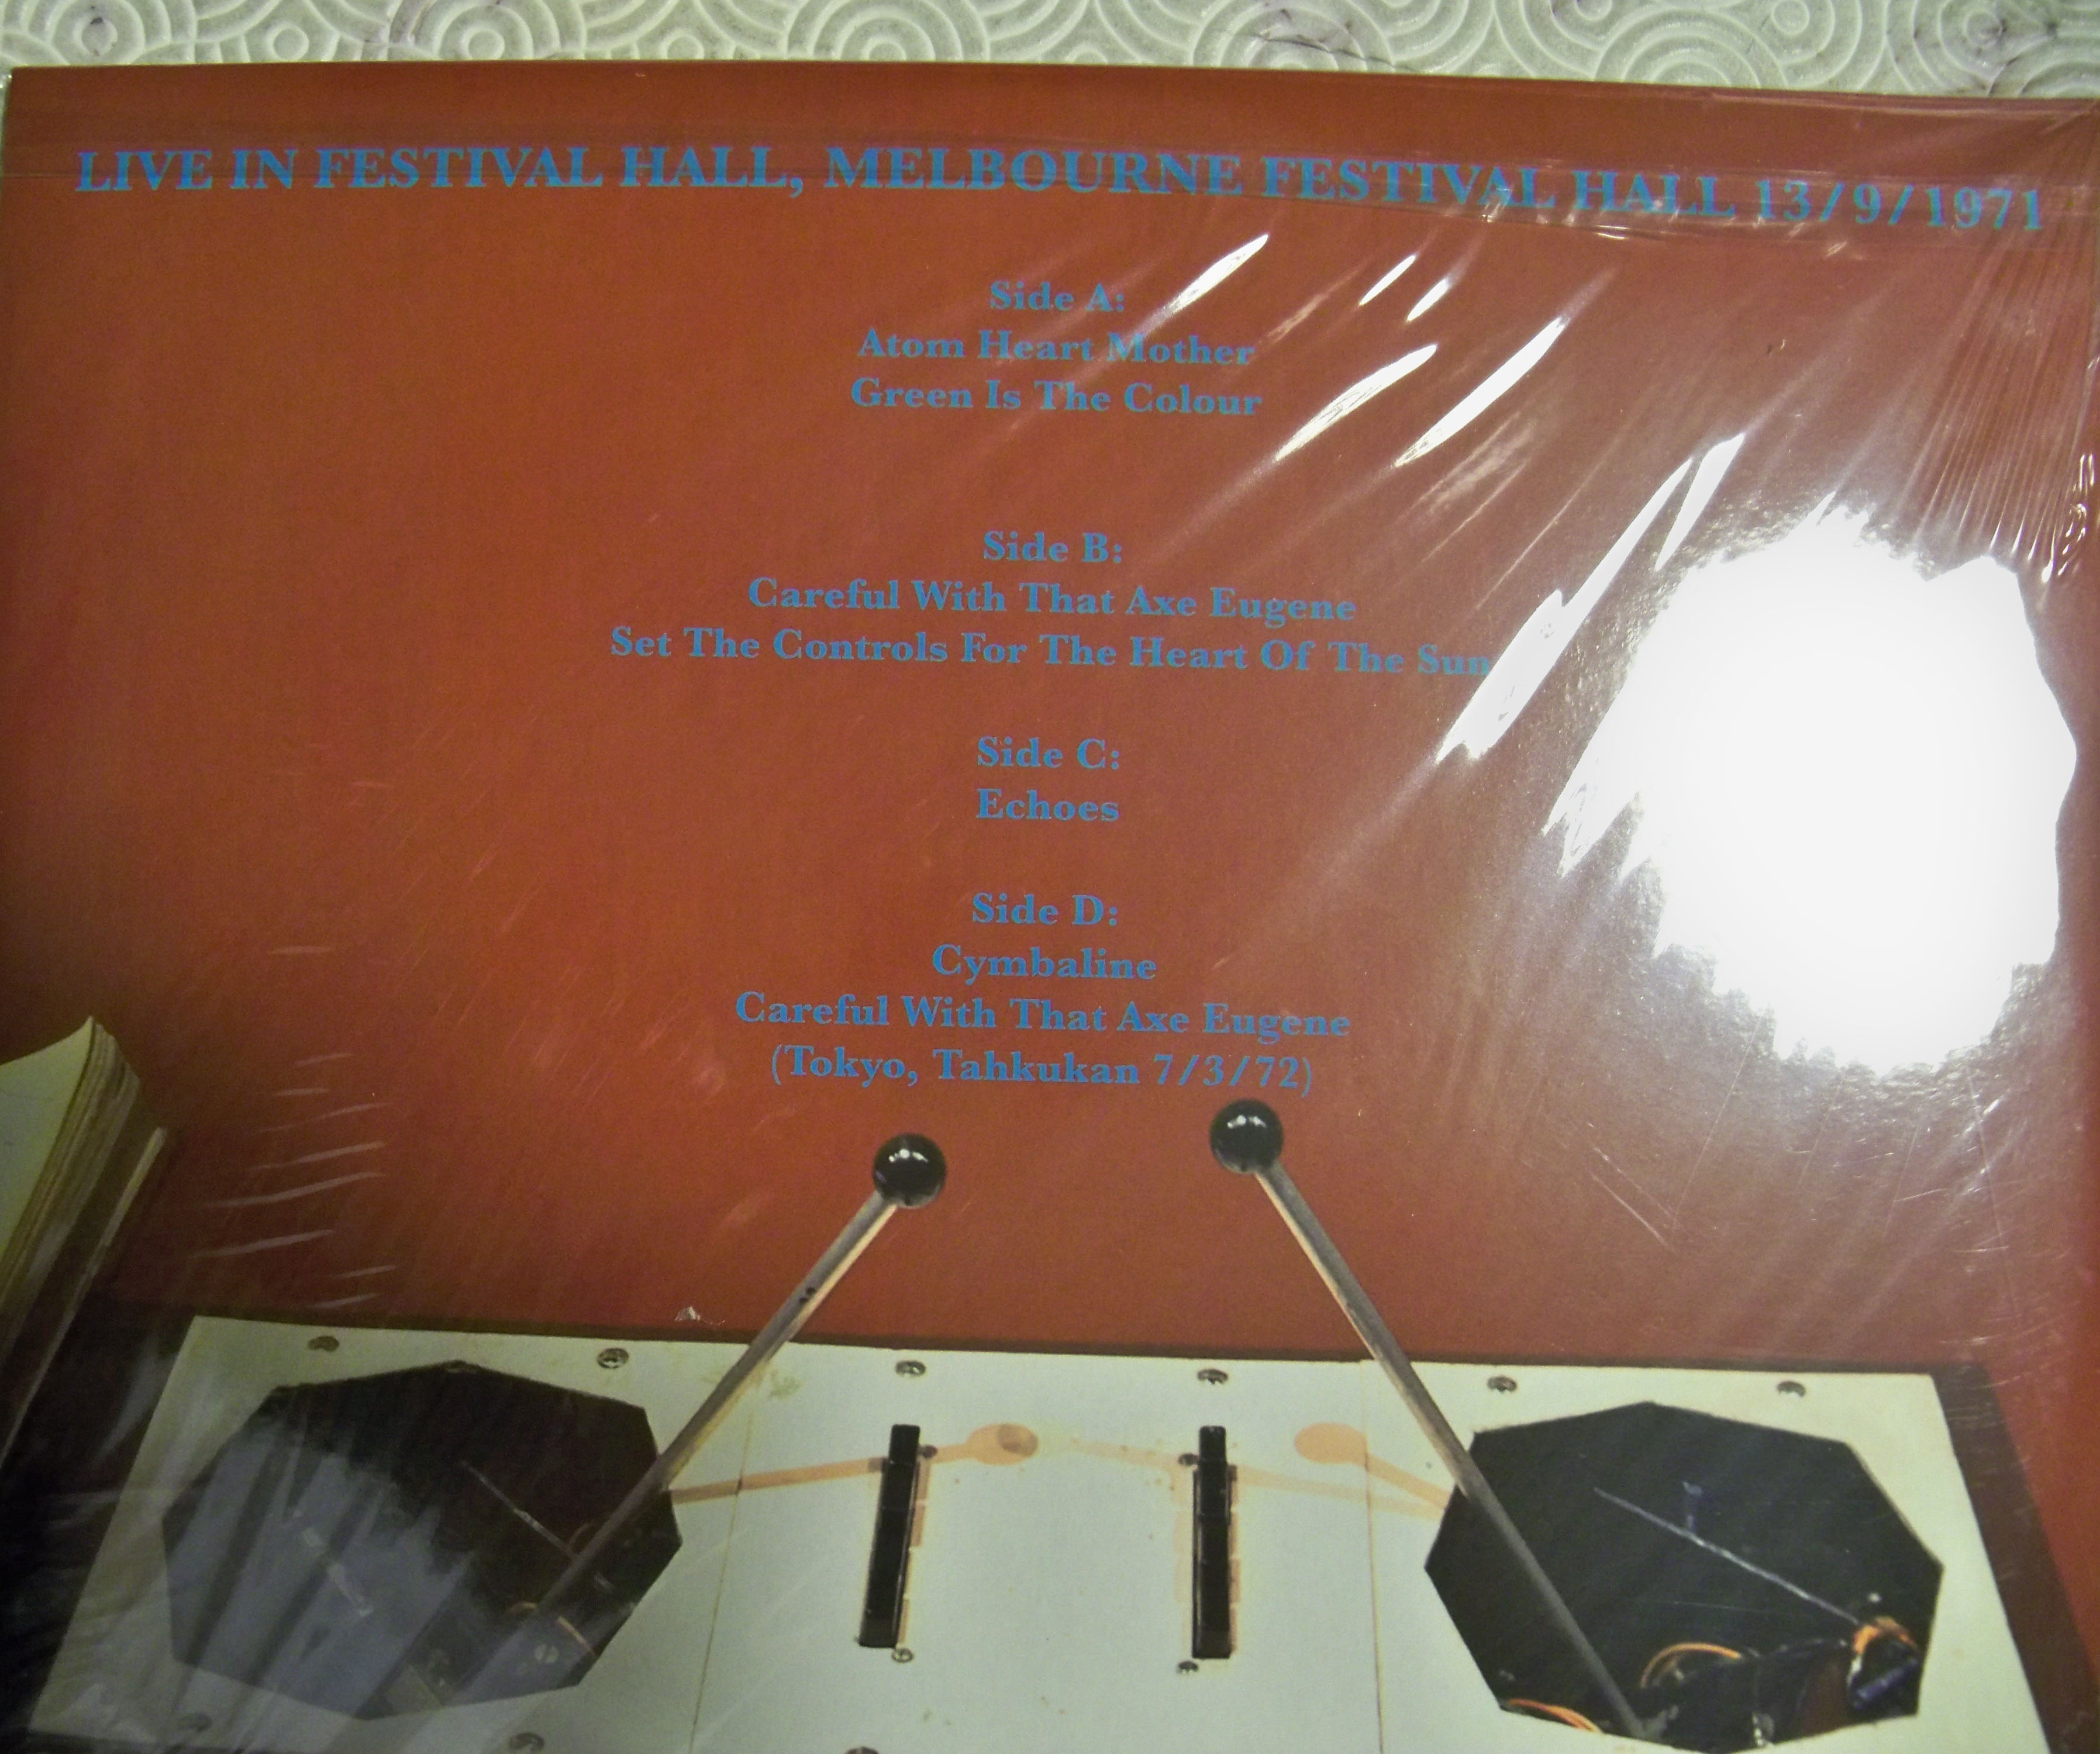 LIVE IN FESTIVAL HALL, MELBOURNE FESTIVAL HALL 13/9/1971
Side A:
Atom Heart Mother
Green Is The Colour
Side B:
Careful With That Axe Eugene
Set The Controls For The Heart Of The Sun
Side C:
Echoes
Side D:
Cymbaline
Careful With That Axe Eugene
(Tokyo, Tahkukan 7/3/72)